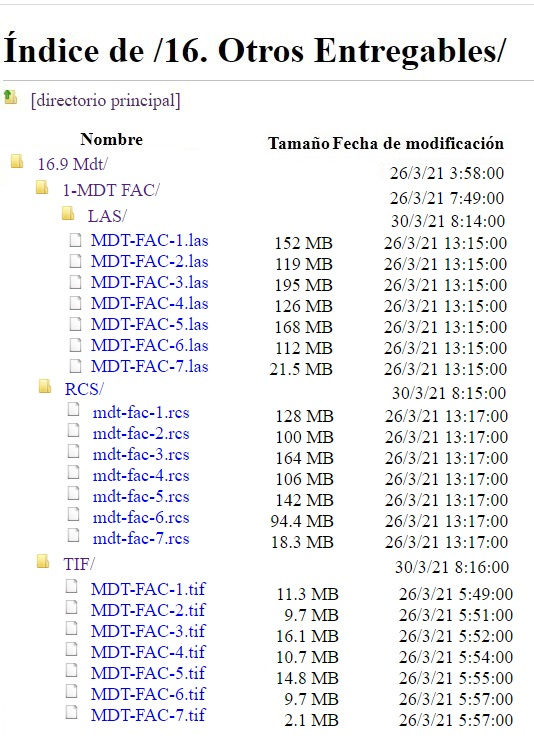 Índice de /16. Otros Entregables/
[directorio principal]
Nombre Tamaño Fecha de modificación
16.9 Mdt/ 26/3/21 3:58:00
1-MDT FAC/ 26/3/21 7:49:00
LAS/ 30/3/21 8:14:00
MDT-FAC-1.las 152 MB 26/3/21 13:15:00
MDT-FAC-2.las 119 MB 26/3/21 13:15:00
MDT-FAC-3.las 195 MB 26/3/21 13:15:00
MDT-FAC-4.las 126 MB 26/3/21 13:15:00
MDT-FAC-5.las 168 MB 26/3/21 13:15:00
MDT-FAC-6.las 112 MB 26/3/21 13:15:00
MDT-FAC-7.las 21.5 MB 26/3/21 13:15:00
RCS/ 30/3/21 8:15:00
mdt-fac-1.rcs 128 MB 26/3/21 13:17:00
mdt-fac-2.rcs 100 MB 26/3/21 13:17:00
mdt-fac-3.rcs 164 MB 26/3/21 13:17:00
mdt-fac-4.rcs 106 MB 26/3/21 13:17:00
mdt-fac-5.rcs 142 MB 26/3/21 13:17:00
mdt-fac-6.rcs 94.4 MB 26/3/21 13:17:00
mdt-fac-7.rcs 18.3 MB 26/3/21 13:17:00
TIF/ 30/3/21 8:16:00
MDT-FAC-1.tif 11.3 MB 26/3/21 5:49:00
MDT-FAC-2.tif 9.7 MB 26/3/21 5:51:00
MDT-FAC-3.tif 16.1 MB 26/3/21 5:52:00
MDT-FAC-4.tif 10.7 MB 26/3/21 5:54:00
MDT-FAC-5.tif 14.8 MB 26/3/21 5:55:00
MDT-FAC-6.tif 9.7 MB 26/3/21 5:57:00
MDT-FAC-7.tif 2.1 MB 26/3/21 5:57:00